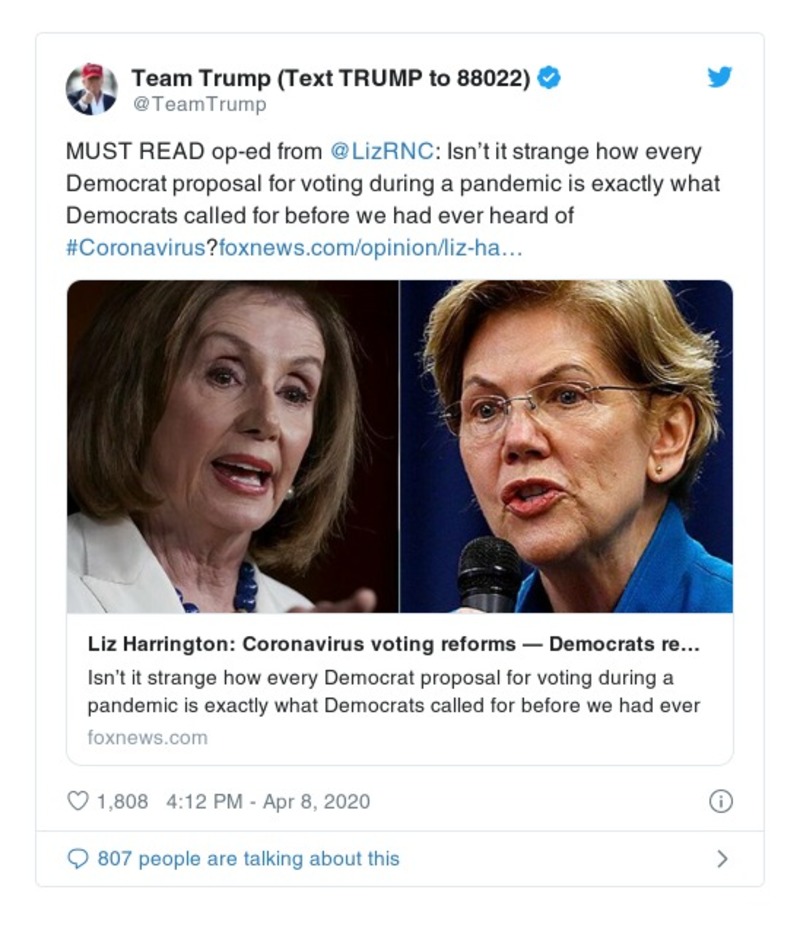 Team Trump (Text TRUMP to 88022)
@TeamTrump
MUST READ op-ed from @LizRNC: Isn’t it strange how every
Democrat proposal for voting during a pandemic is exactly what
Democrats called for before we had ever heard of
#Coronavirus?foxnews.com/opinion/liz-ha…
Liz Harrington: Coronavirus voting reforms — Democrats re…
Isn’t it strange how every Democrat proposal for voting during a
pandemic is exactly what Democrats called for before we had ever
foxnews.com
1,808 4:12 PM - Apr 8, 2020
807 people are talking about this